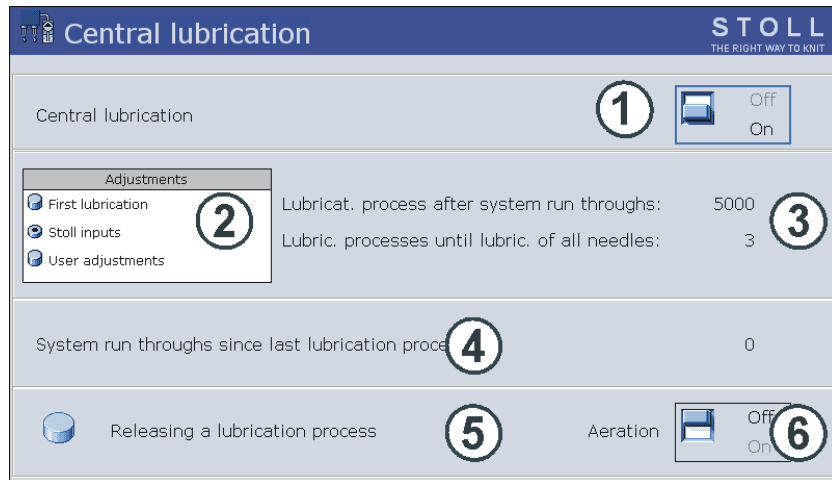 Central lubrication
STOLL
THE RIGHT WAY TO KNIT
Central lubrication
1
Off
On
Adjustments
First lubrication
Stoll inputs
User adjustments
2
Lubricat. process after system run throughs: 5000
Lubric. processes until lubric. of all needles: 3
3
System run throughs since last lubrication
4
0
Releasing a lubrication process
5
Aeration
Off
On
6